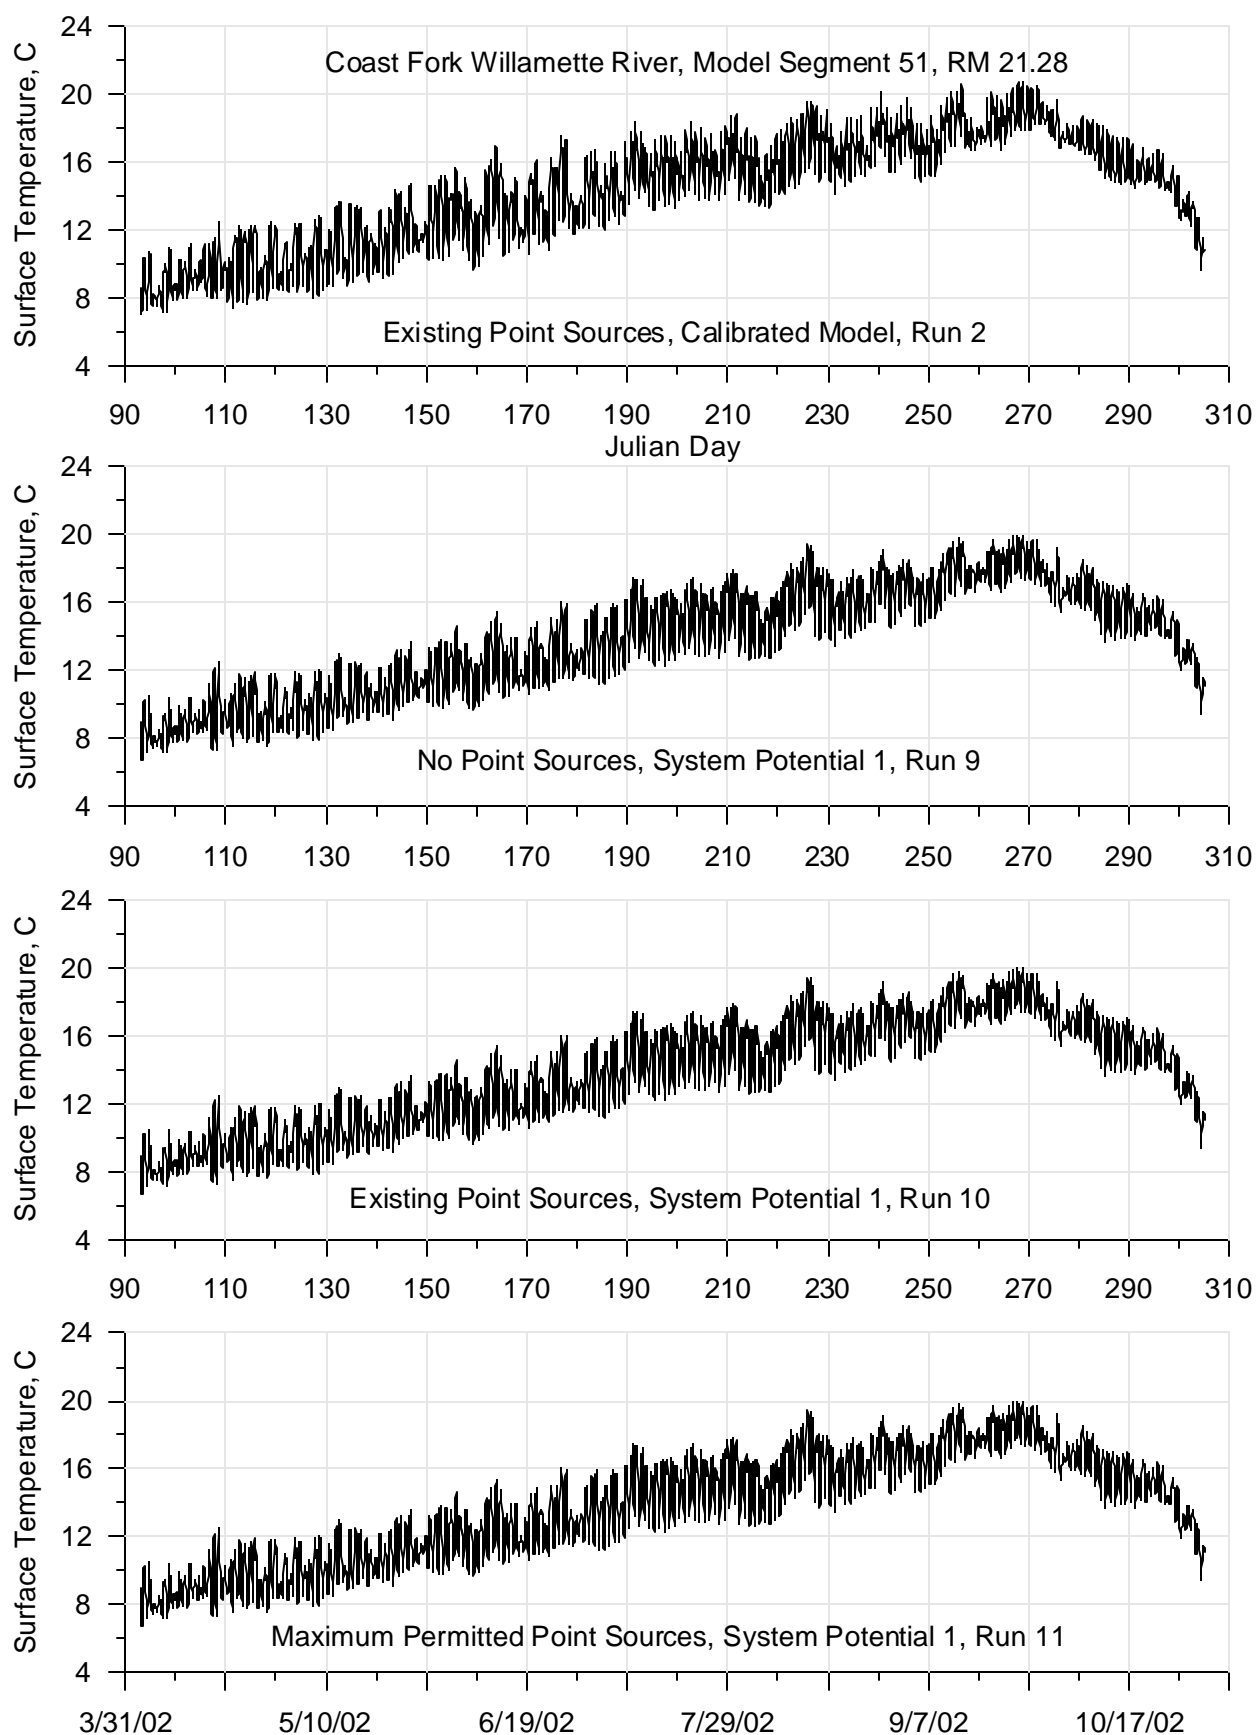 24
20
16
12
8
4
Surface Temperature, C
Coast Fork Willamette River, Model Segment 51, RM 21.28
Existing Point Sources, Calibrated Model, Run 2
90 110 130 150 170 190 210 230 250 270 290 310
Julian Day
24
20
16
12
8
4
Surface Temperature, C
No Point Sources, System Potential 1, Run 9
90 110 130 150 170 190 210 230 250 270 290 310
24
20
16
12
8
4
Surface Temperature, C
Existing Point Sources, System Potential 1, Run 10
90 110 130 150 170 190 210 230 250 270 290 310
24
20
16
12
8
4
Surface Temperature, C
Maximum Permitted Point Sources, System Potential 1, Run 11
3/31/02 5/10/02 6/19/02 7/29/02 9/7/02 10/17/02